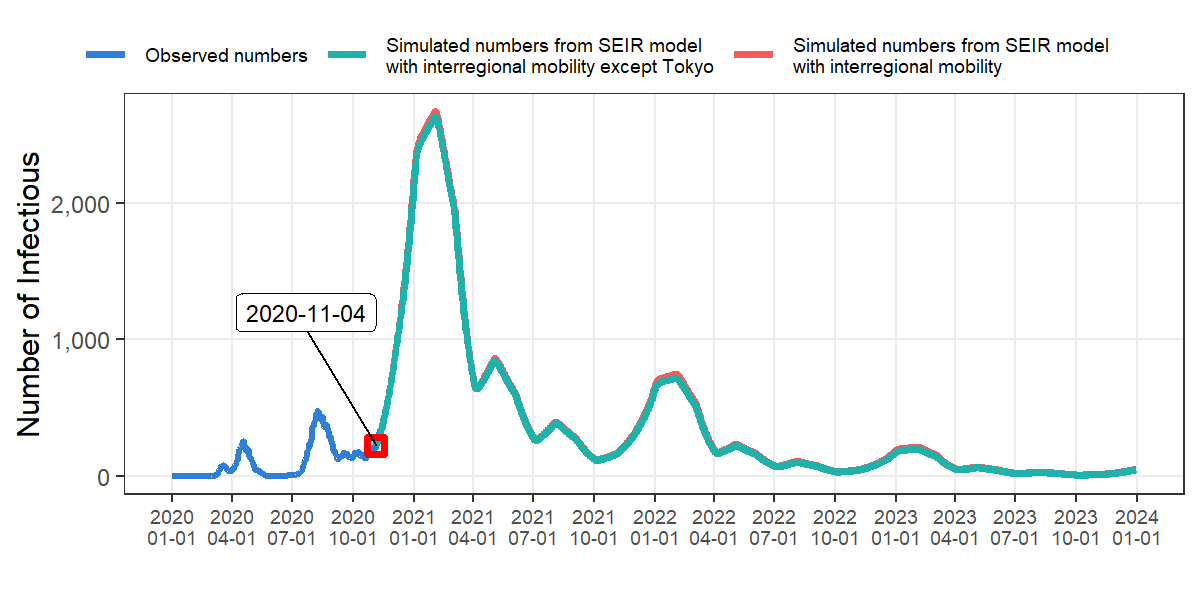 Observed numbers
Simulated numbers from SEIR model
with interregional mobility except Tokyo
Simulated numbers from SEIR model
with interregional mobility
Number of Infectious
2,000
1,000
0
2020-11-04
2020 2020 2020 2020 2021 2021 2021 2021 2022 2022 2022 2022 2023 2023 2023 2023 2024
01-01 04-01 07-01 10-01 01-01 04-01 07-01 10-01 01-01 04-01 07-01 10-01 01-01 04-01 07-01 10-01 01-01